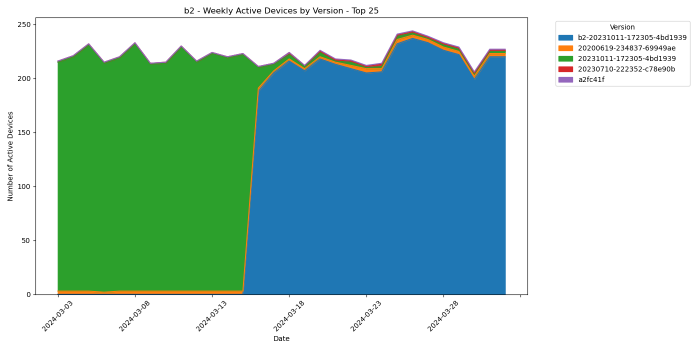 b2 - Weekly Active Devices by Version - Top 25
Number of Active Devices
250
200
150
100
50
0
2024-03-03
2024-03-08
2024-03-13
2024-03-18
2024-03-23
2024-03-28
Date
Version
b2-20231011-172305-4bd1939
20200619-234837-69949ae
20231011-172305-4bd1939
20230710-222352-c78e90b
a2fc41f